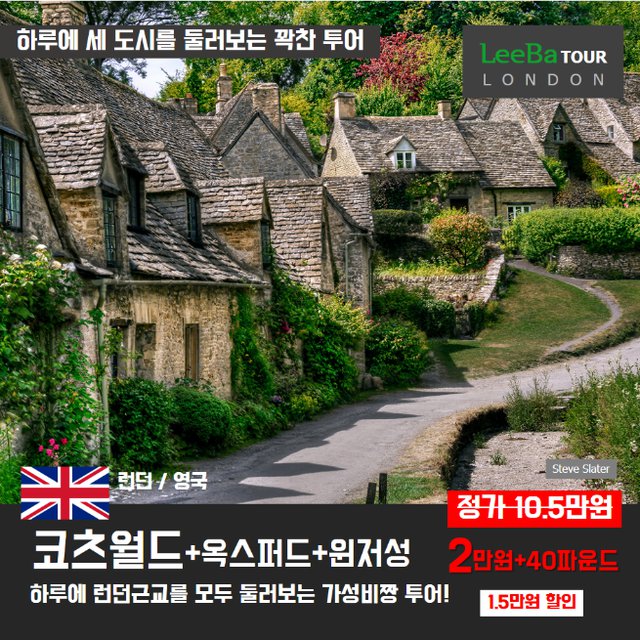 하루에 세 도시를 둘러보는 꽉찬 투어
LeeBa TOUR
LONDON
Steve Slater
런던 / 영국
정가 10.5만원
코츠월드+옥스퍼드+윈저성
2만원+40파운드
하루에 런던근교를 모두 둘러보는 가성비짱 투어!
1.5만원 할인